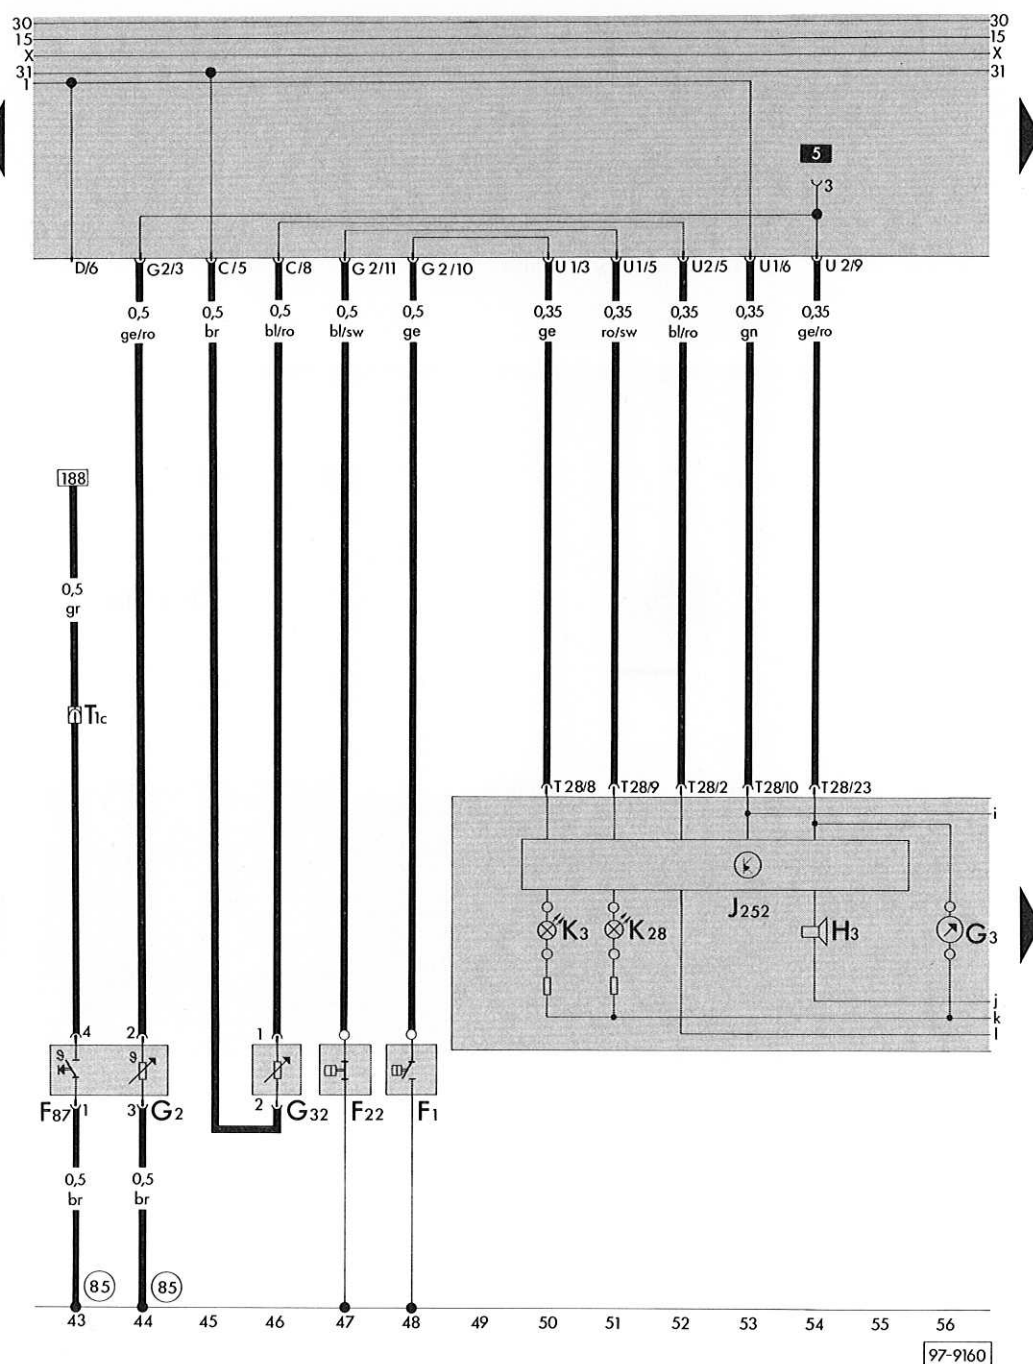 30 30
15 15
X X
31 31
1
5
3
D/6 G2/3 C/5 C/8 G2/11 G2/10 U1/3 U1/5 U2/5 U1/6 U2/9
0,5 0,5 0,5 0,5 0,5 0,35 0,35 0,35 0,35 0,35
ge/ro br bl/ro bl/sw ge ge ro/sw bl/ro gn ge/ro
188
0,5
gr
T1c
T28/8 T28/9 T28/2 T28/10 T28/23
i
J252
K3 K28 H3 G3
j
k
l
4 2 1
ϑ ϑ
F87 1 3 G2 2 G32 F22 F1
0,5 0,5
br br
85 85
43 44 45 46 47 48 49 50 51 52 53 54 55 56
97-9160